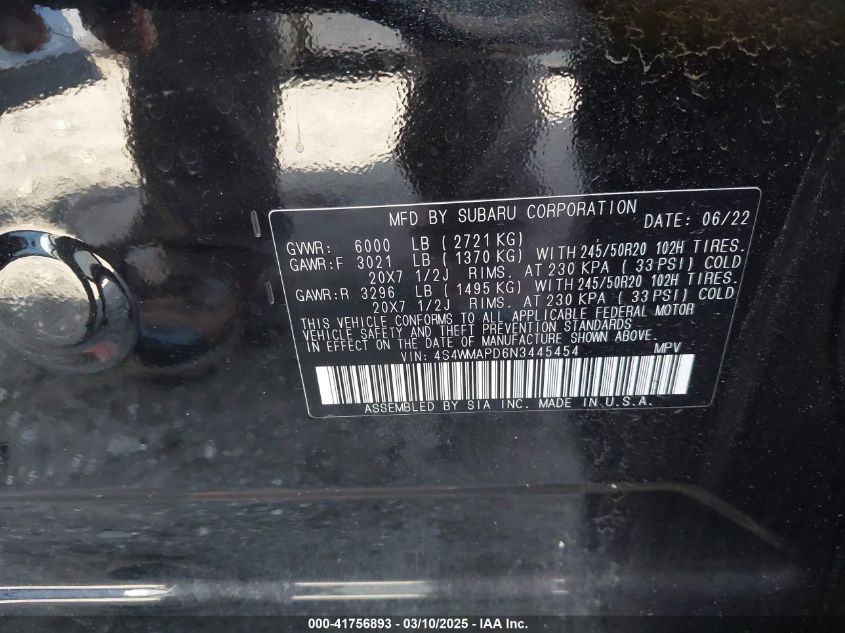 MFD BY SUBARU CORPORATION DATE: 06/22
GVWR: 6000 LB ( 2721 KG)
GAWR:F 3021 LB ( 1370 KG) WITH 245/50R20 102H TIRES.
20X7 1/2J RIMS. AT 230 KPA ( 33 PSI) COLD
GAWR:R 3296 LB ( 1495 KG) WITH 245/50R20 102H TIRES.
20X7 1/2J RIMS. AT 230 KPA ( 33 PSI) COLD
THIS VEHICLE CONFORMS TO ALL APPLICABLE FEDERAL MOTOR
VEHICLE SAFETY AND THEFT PREVENTION STANDARDS
IN EFFECT ON THE DATE OF MANUFACTURE SHOWN ABOVE.
VIN: 4S4WMAPD6N3445454 MPV
ASSEMBLED BY SIA INC. MADE IN U.S.A.
000-41756893 - 03/10/2025 - IAA Inc.